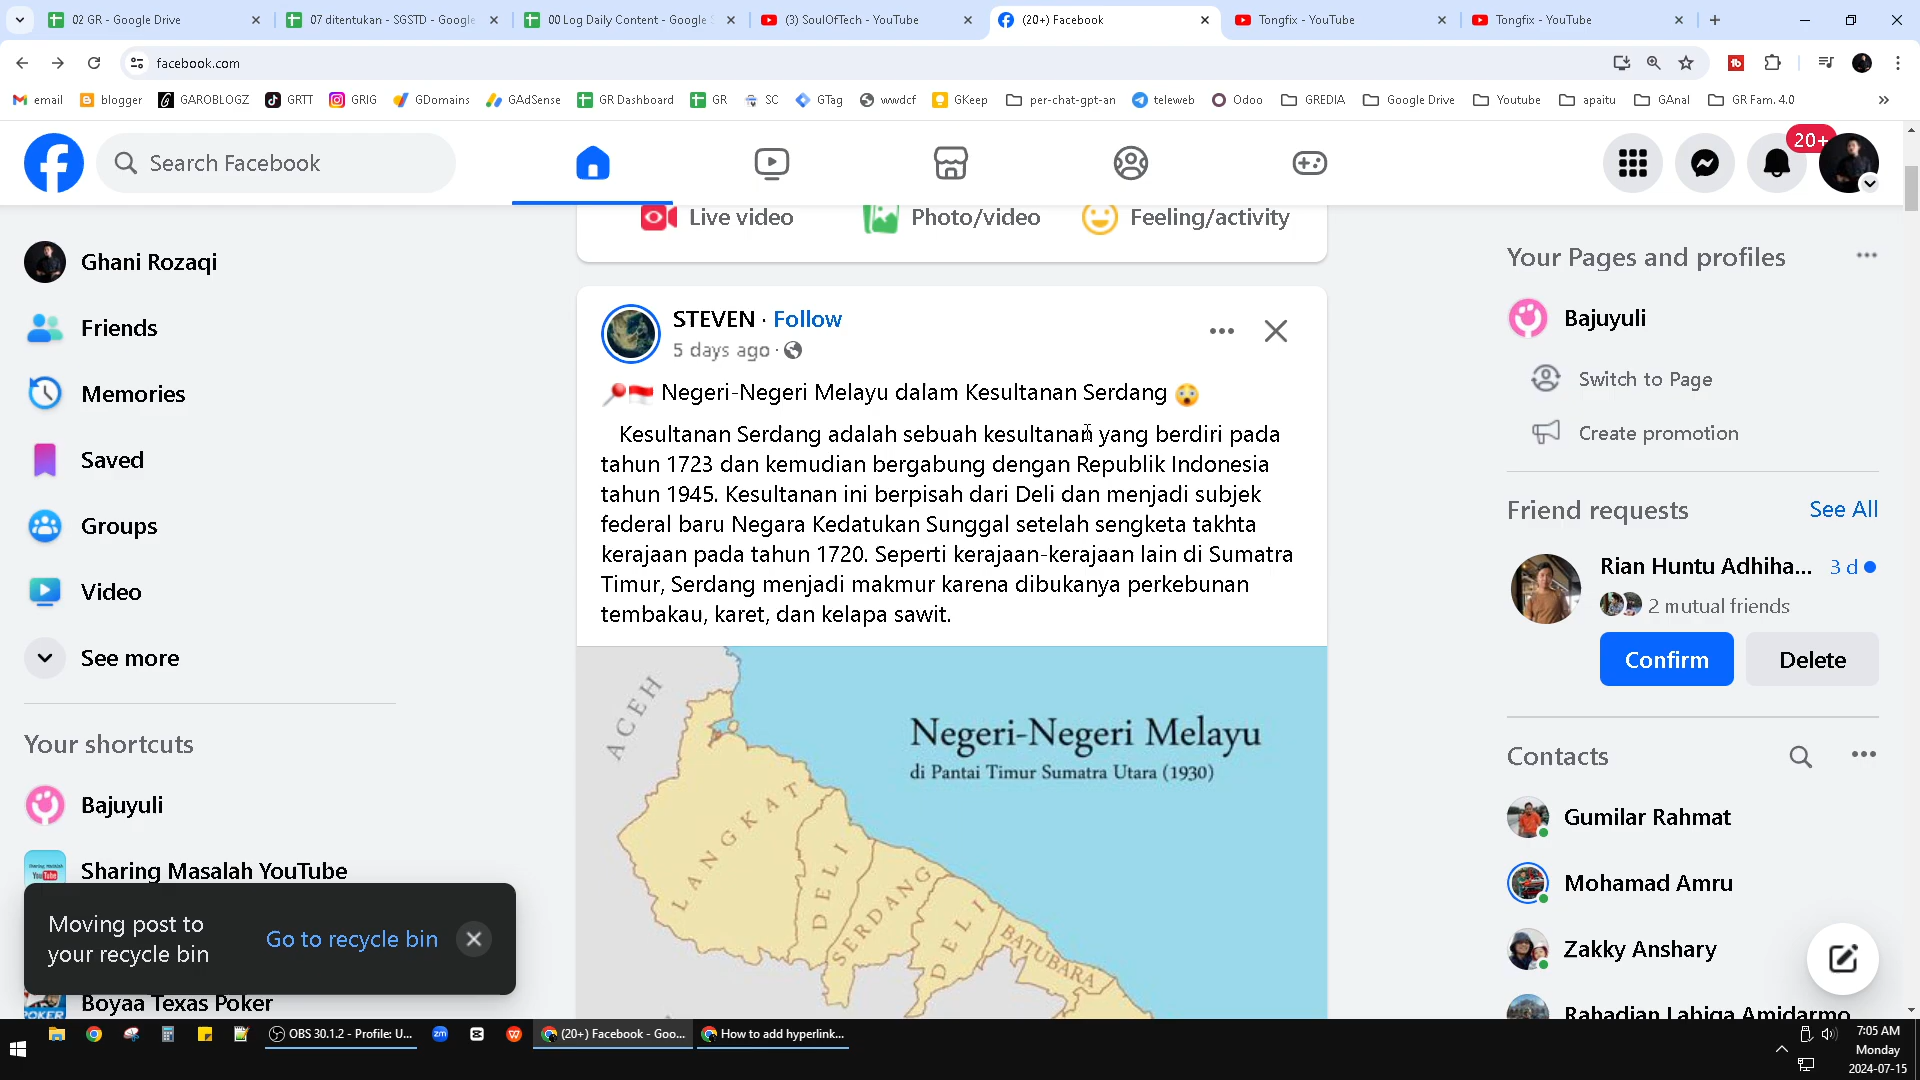 02 GR - Google Drive
07 ditentukan - SGSTD - Google
00 Log Daily Content - Google S
(3) SoulOfTech - YouTube
(20+) Facebook
Tongfix - YouTube
Tongfix - YouTube
facebook.com
email
blogger
GAROBLOGZ
GRTT
GRIG
GDomains
GAdSense
GR Dashboard
GR
SC
GTag
wwdcf
GKeep
per-chat-gpt-an
teleweb
Odoo
GREDIA
Google Drive
Youtube
apaitu
GAnal
GR Fam. 4.0
»
Search Facebook
20+
Ghani Rozaqi
Friends
Memories
Saved
Groups
Video
See more
Your shortcuts
Bajuyuli
Sharing Masalah YouTube
Boyaa Texas Poker
Moving post to
your recycle bin
Go to recycle bin
Live video
Photo/video
Feeling/activity
STEVEN · Follow
5 days ago ·
Negeri-Negeri Melayu dalam Kesultanan Serdang
Kesultanan Serdang adalah sebuah kesultanan yang berdiri pada
tahun 1723 dan kemudian bergabung dengan Republik Indonesia
tahun 1945. Kesultanan ini berpisah dari Deli dan menjadi subjek
federal baru Negara Kedatukan Sunggal setelah sengketa takhta
kerajaan pada tahun 1720. Seperti kerajaan-kerajaan lain di Sumatra
Timur, Serdang menjadi makmur karena dibukanya perkebunan
tembakau, karet, dan kelapa sawit.
ACEH
Negeri-Negeri Melayu
di Pantai Timur Sumatra Utara (1930)
LANGKAT
DELI
SERDANG
DELI
BATUBARA
Your Pages and profiles
Bajuyuli
Switch to Page
Create promotion
Friend requests
See All
Rian Huntu Adhiha...
3 d
2 mutual friends
Confirm
Delete
Contacts
Gumilar Rahmat
Mohamad Amru
Zakky Anshary
Rahadian Labiqa Amidarmo
OBS 30.1.2 - Profile: U...
zm
(20+) Facebook - Goo...
How to add hyperlink...
7:05 AM
Monday
2024-07-15